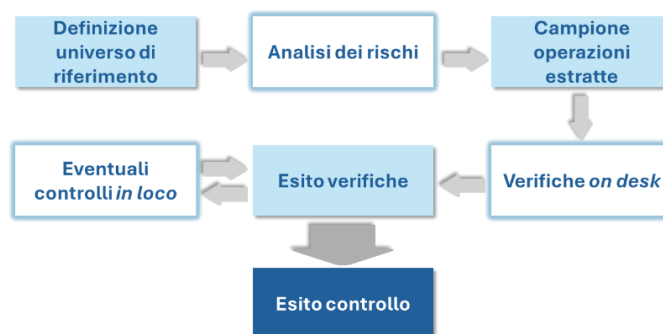 Definizione
universo di
riferimento
Analisi dei rischi
Campione
operazioni
estratte
Eventuali
controlli in loco
Esito verifiche
Verifiche on desk
Esito controllo